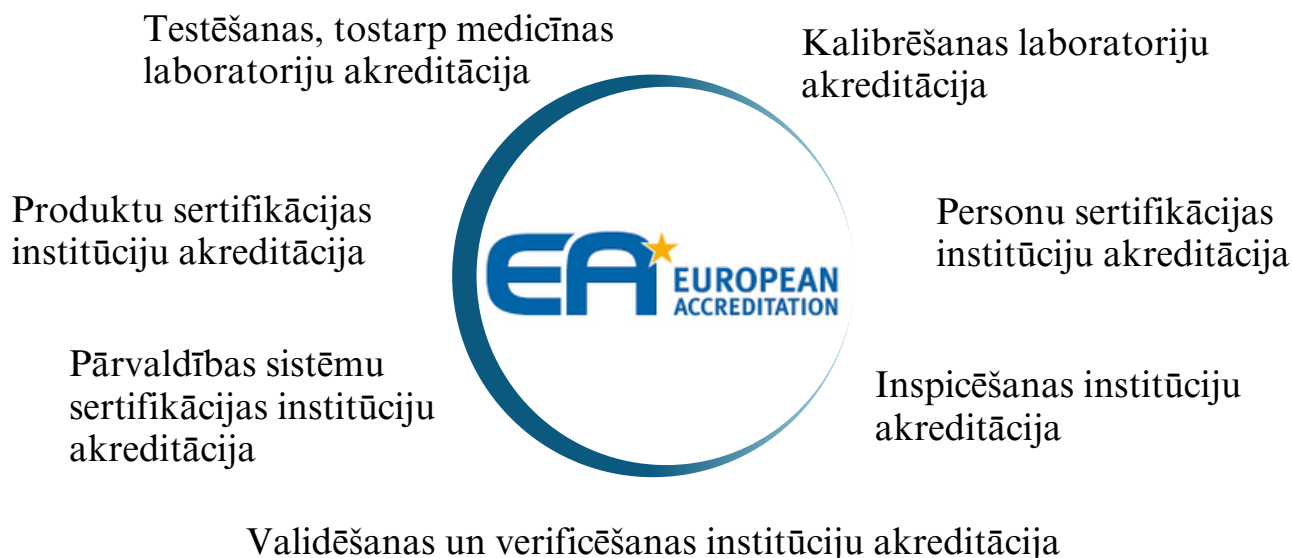 Testēšanas, tostarp medicīnas
laboratoriju akreditācija
Kalibrēšanas laboratoriju
akreditācija
Produktu sertifikācijas
institūciju akreditācija
EA EUROPEAN
ACCREDITATION
Personu sertifikācijas
institūciju akreditācija
Pārvaldības sistēmu
sertifikācijas institūciju
akreditācija
Inspicēšanas institūciju
akreditācija
Validēšanas un verificēšanas institūciju akreditācija